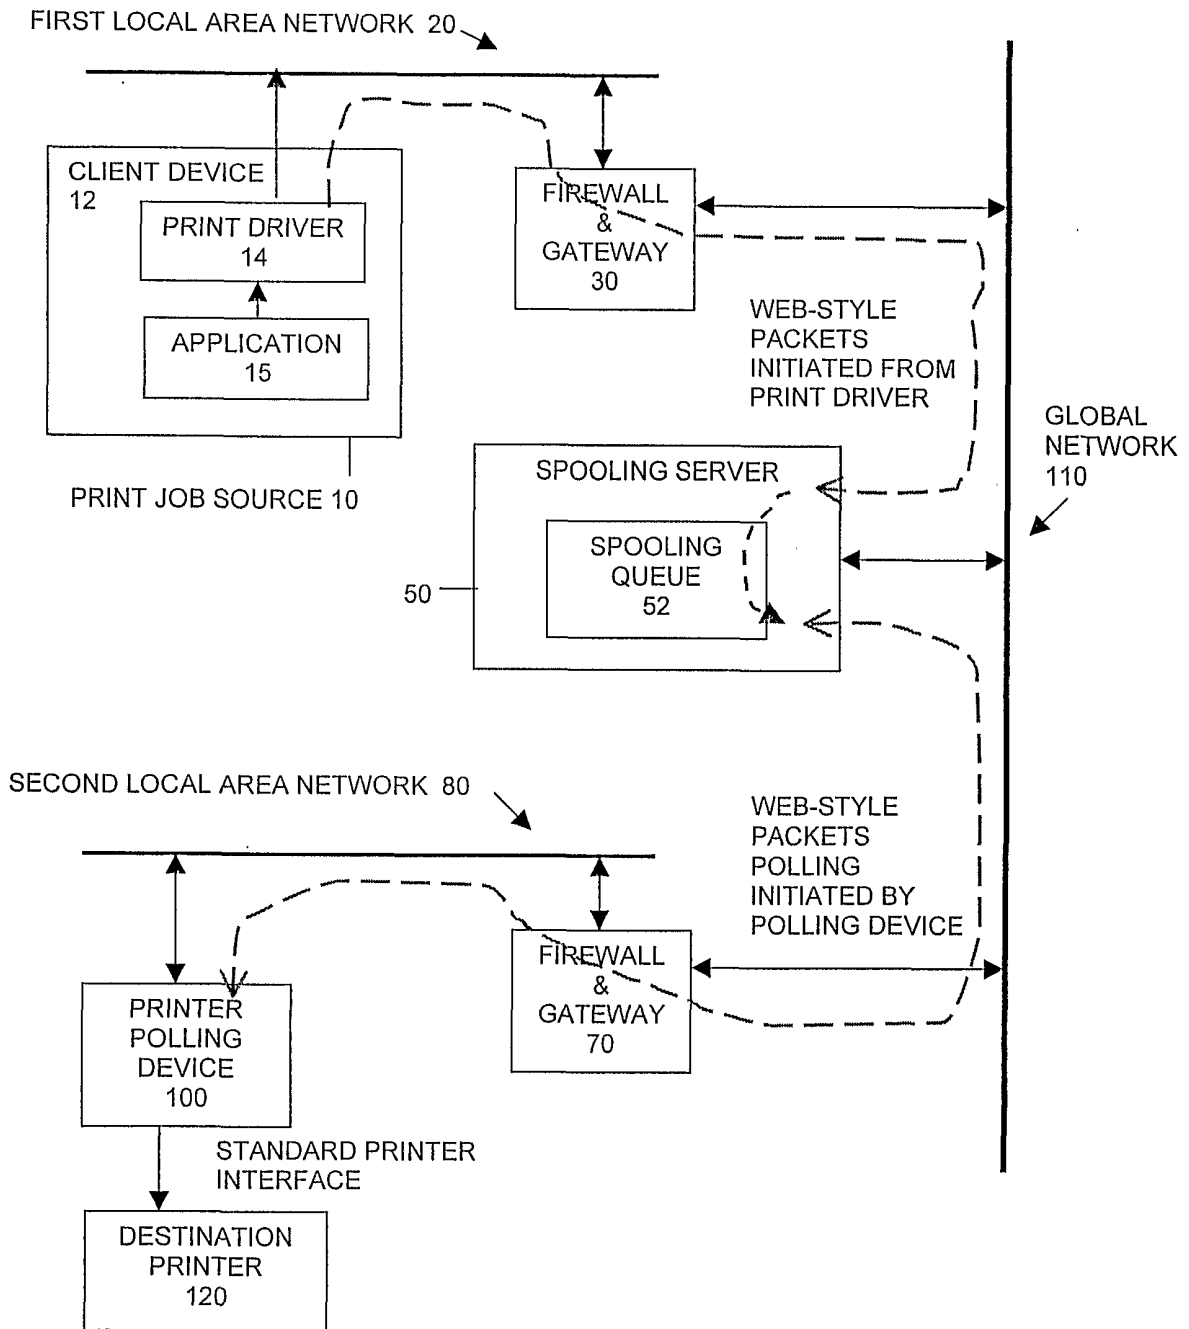 FIRST LOCAL AREA NETWORK 20
CLIENT DEVICE
12
PRINT DRIVER
14
APPLICATION
15
PRINT JOB SOURCE 10
FIREWALL
&
GATEWAY
30
WEB-STYLE
PACKETS
INITIATED FROM
PRINT DRIVER
GLOBAL
NETWORK
110
SPOOLING SERVER
SPOOLING
QUEUE
52
50
SECOND LOCAL AREA NETWORK 80
WEB-STYLE
PACKETS
POLLING
INITIATED BY
POLLING DEVICE
FIREWALL
&
GATEWAY
70
PRINTER
POLLING
DEVICE
100
STANDARD PRINTER
INTERFACE
DESTINATION
PRINTER
120